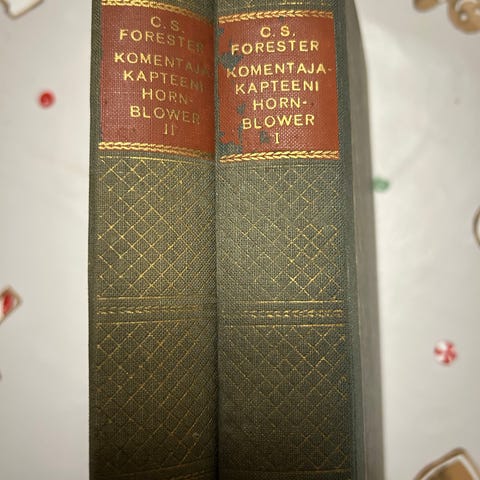 C. S.
FORESTER
KOMENTAJA-
KAPTEENI
HORN-
BLOWER
II
C. S.
FORESTER
KOMENTAJA-
KAPTEENI
HORN-
BLOWER
I